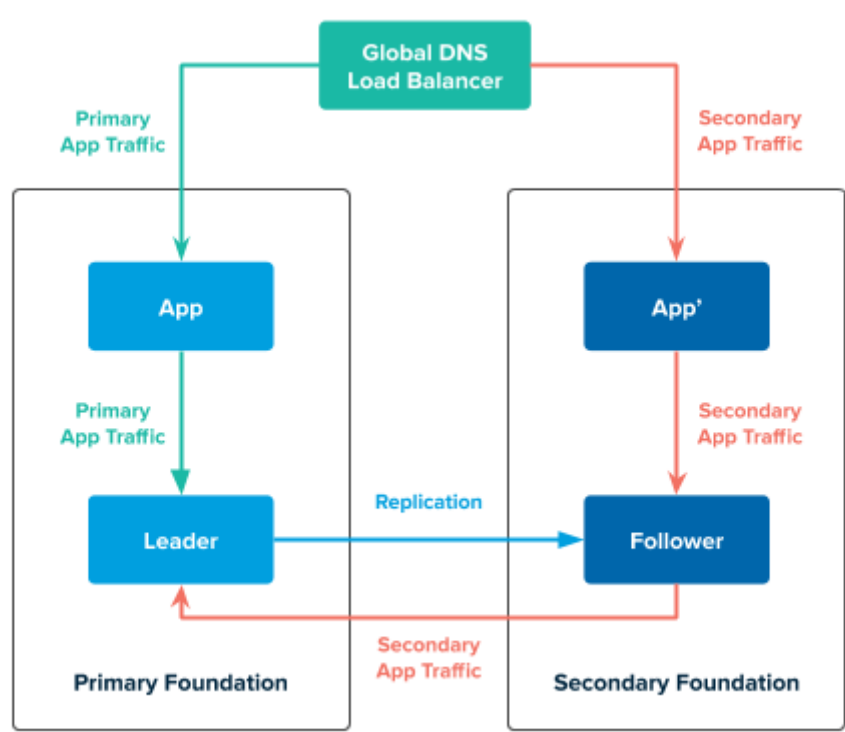 Global DNS
Load Balancer
Primary
App Traffic
Secondary
App Traffic
App
App’
Primary
App Traffic
Secondary
App Traffic
Replication
Leader
Follower
Secondary
App Traffic
Primary Foundation
Secondary Foundation